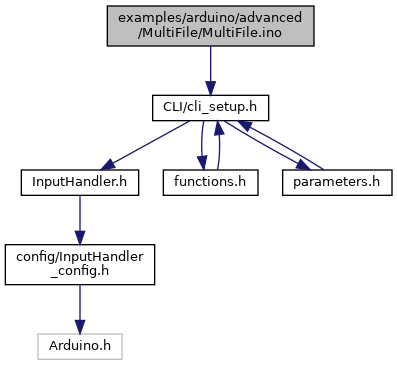 examples/arduino/advanced
/MultiFile/MultiFile.ino
CLI/cli_setup.h
InputHandler.h
functions.h
parameters.h
config/InputHandler
_config.h
Arduino.h